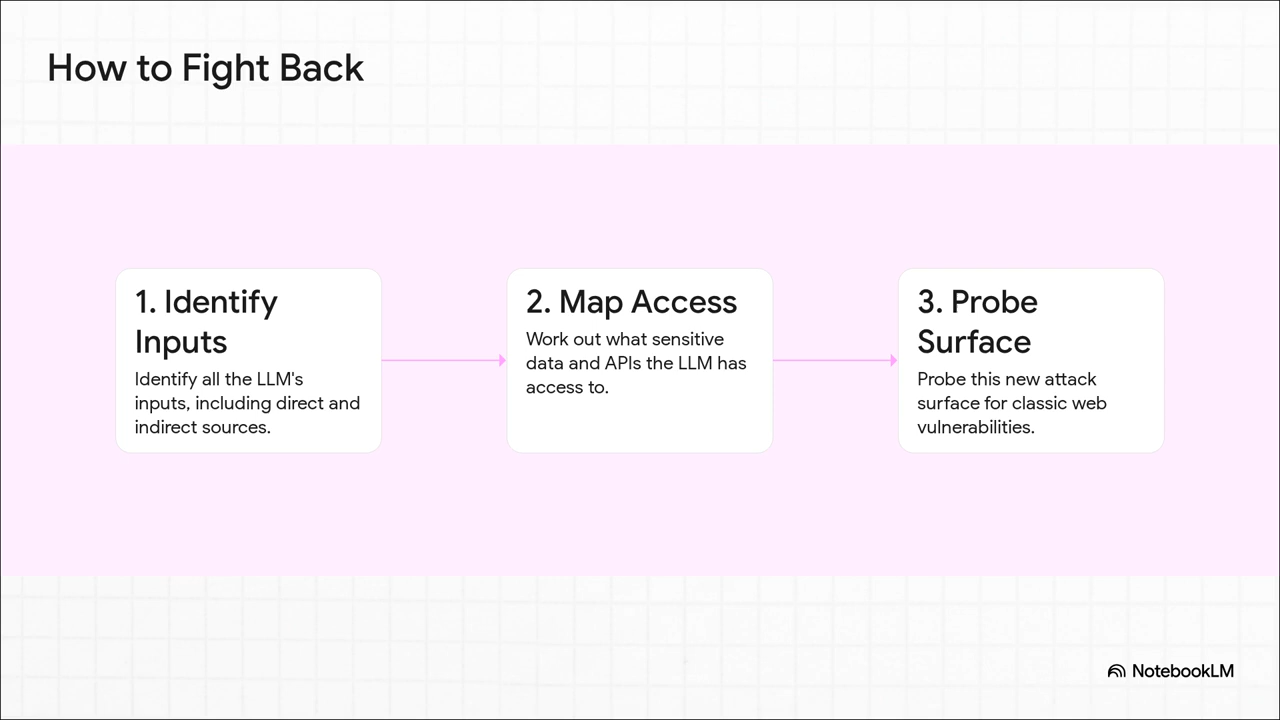 How to Fight Back
1. Identify
Inputs
Identify all the LLM's
inputs, including direct and
indirect sources.
2. Map Access
Work out what sensitive
data and APIs the LLM has
access to.
3. Probe
Surface
Probe this new attack
surface for classic web
vulnerabilities.
NotebookLM